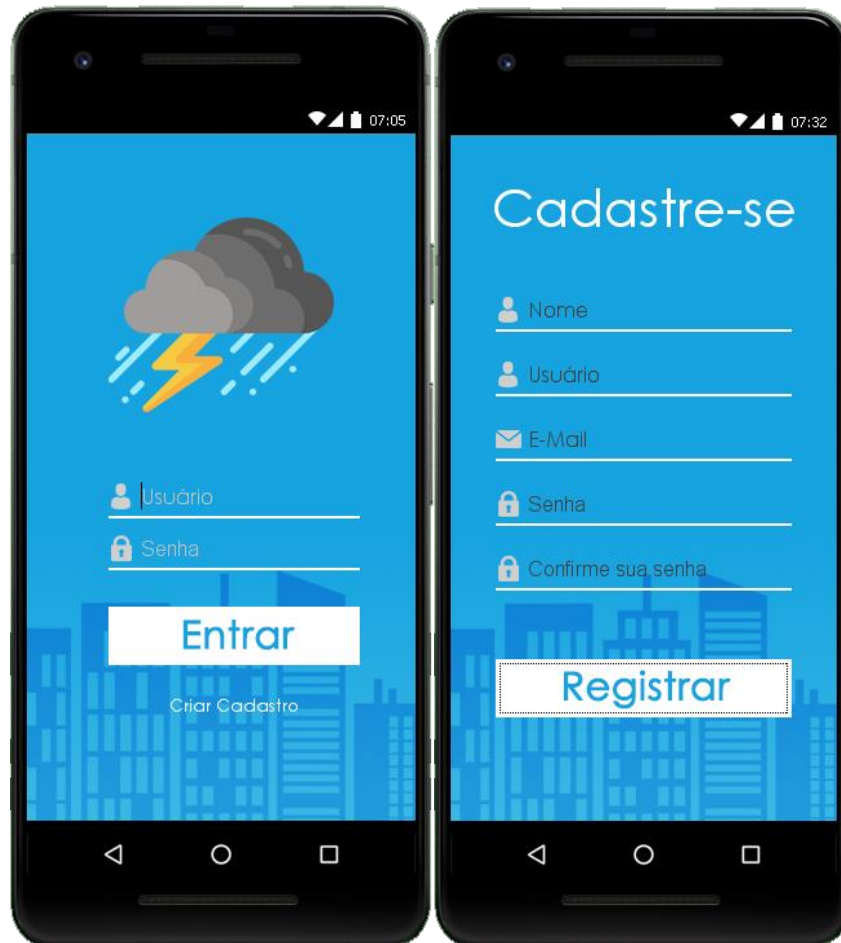 07:05
Usuário
Senha
Entrar
Criar Cadastro
07:32
Cadastre-se
Nome
Usuário
E-Mail
Senha
Confirme sua senha
Registrar